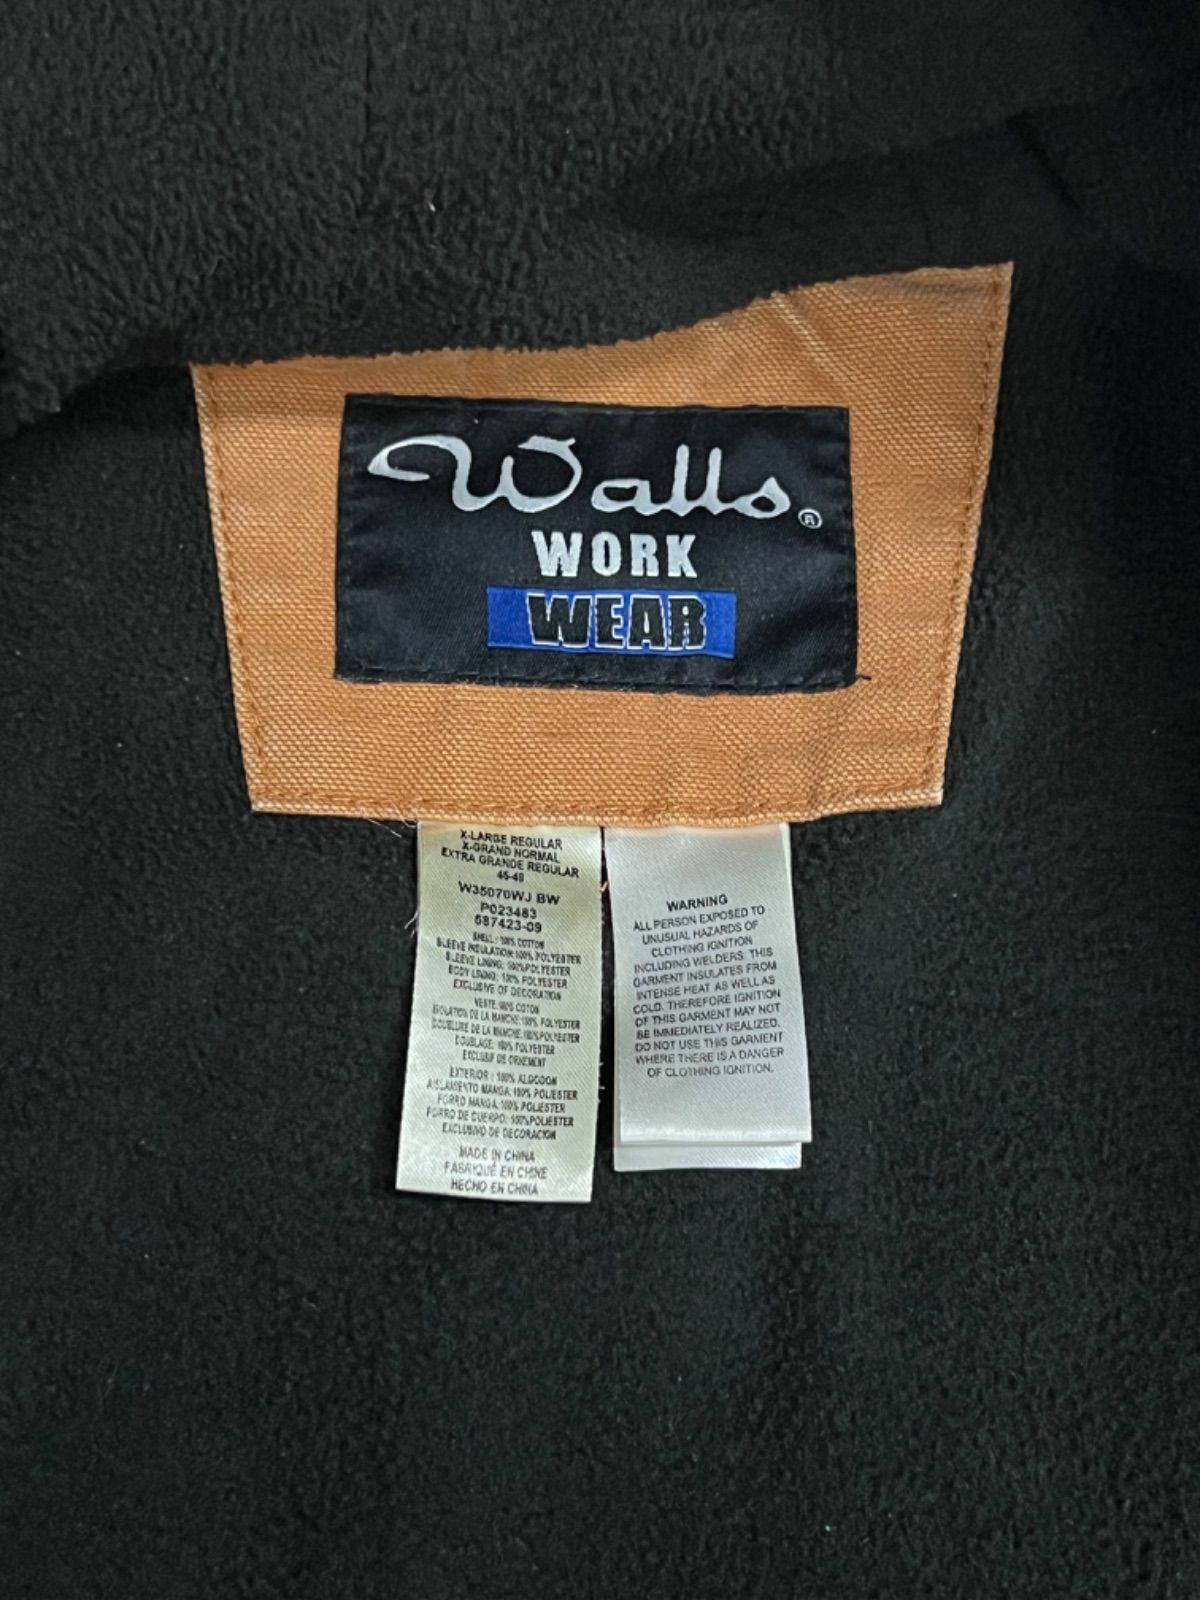 Walls®
WORK
WEAR
X-LARGE REGULAR
X-GRAND NORMAL
EXTRA GRANDE REGULAR
46-48
W35070WJ BW
P023483
687423-09
SHELL: 100% COTTON
SLEEVE INSULATION: 100% POLYESTER
SLEEVE LINING: 100% POLYESTER
BODY LINING: 100% POLYESTER
EXCLUSIVE OF DECORATION
VESTE: 100% COTON
ISOLATION DE LA MANCHE: 100% POLYESTER
DOUBLURE DE LA MANCHE: 100% POLYESTER
DOUBLAGE: 100% POLYESTER
EXCLUSIF DE ORNEMENT
EXTERIOR: 100% ALGODON
AISLAMIENTO MANGA: 100% POLIESTER
FORRO MANGA: 100% POLIESTER
FORRO DE CUERPO: 100% POLIESTER
EXCLUSIVO DE DECORACION
MADE IN CHINA
FABRIQUÉ EN CHINE
HECHO EN CHINA
WARNING
ALL PERSON EXPOSED TO
UNUSUAL HAZARDS OF
CLOTHING IGNITION
INCLUDING WELDERS. THIS
GARMENT INSULATES FROM
INTENSE HEAT AS WELL AS
COLD. THEREFORE IGNITION
OF THIS GARMENT MAY NOT
BE IMMEDIATELY REALIZED.
DO NOT USE THIS GARMENT
WHERE THERE IS A DANGER
OF CLOTHING IGNITION.